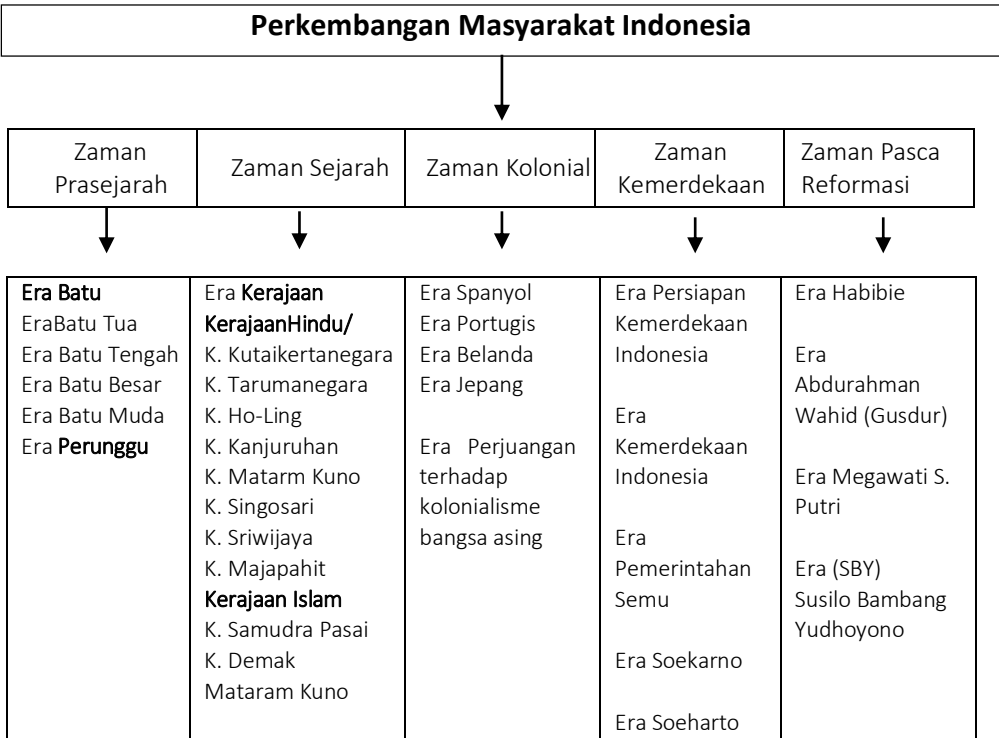 Perkembangan Masyarakat Indonesia
Zaman
Prasejarah
Zaman Sejarah
Zaman Kolonial
Zaman
Kemerdekaan
Zaman Pasca
Reformasi
Era Batu
EraBatu Tua
Era Batu Tengah
Era Batu Besar
Era Batu Muda
Era Perunggu
Era Kerajaan
KerajaanHindu/
K. Kutaikertanegara
K. Tarumanegara
K. Ho-Ling
K. Kanjuruhan
K. Matarm Kuno
K. Singosari
K. Sriwijaya
K. Majapahit
Kerajaan Islam
K. Samudra Pasai
K. Demak
Mataram Kuno
Era Spanyol
Era Portugis
Era Belanda
Era Jepang
Era Perjuangan
terhadap
kolonialisme
bangsa asing
Era Persiapan
Kemerdekaan
Indonesia
Era
Kemerdekaan
Indonesia
Era
Pemerintahan
Semu
Era Soekarno
Era Soeharto
Era Habibie
Era
Abdurahman
Wahid (Gusdur)
Era Megawati S.
Putri
Era (SBY)
Susilo Bambang
Yudhoyono